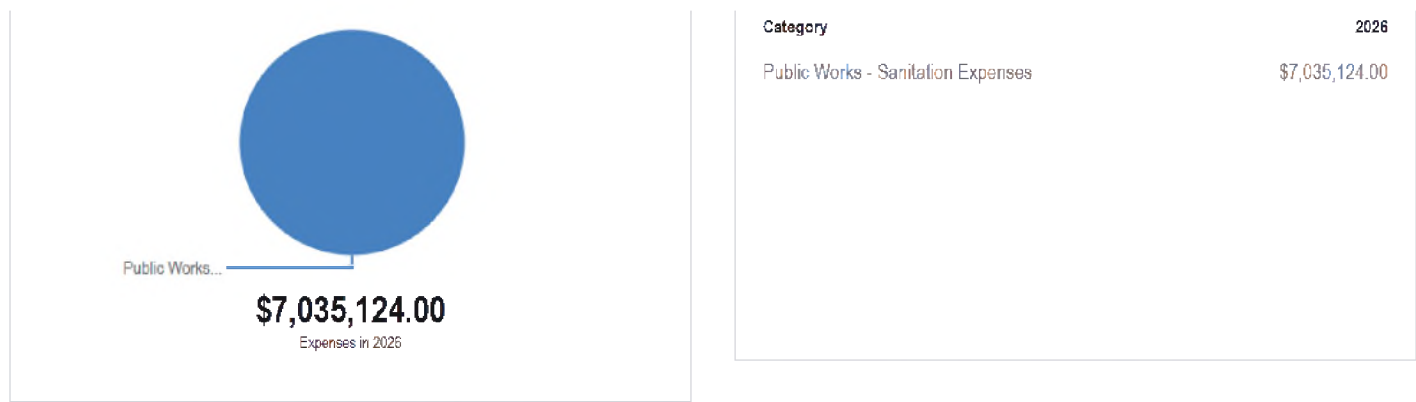 Public Works...
$7,035,124.00
Expenses in 2026
Category 2026
Public Works - Sanitation Expenses $7,035,124.00